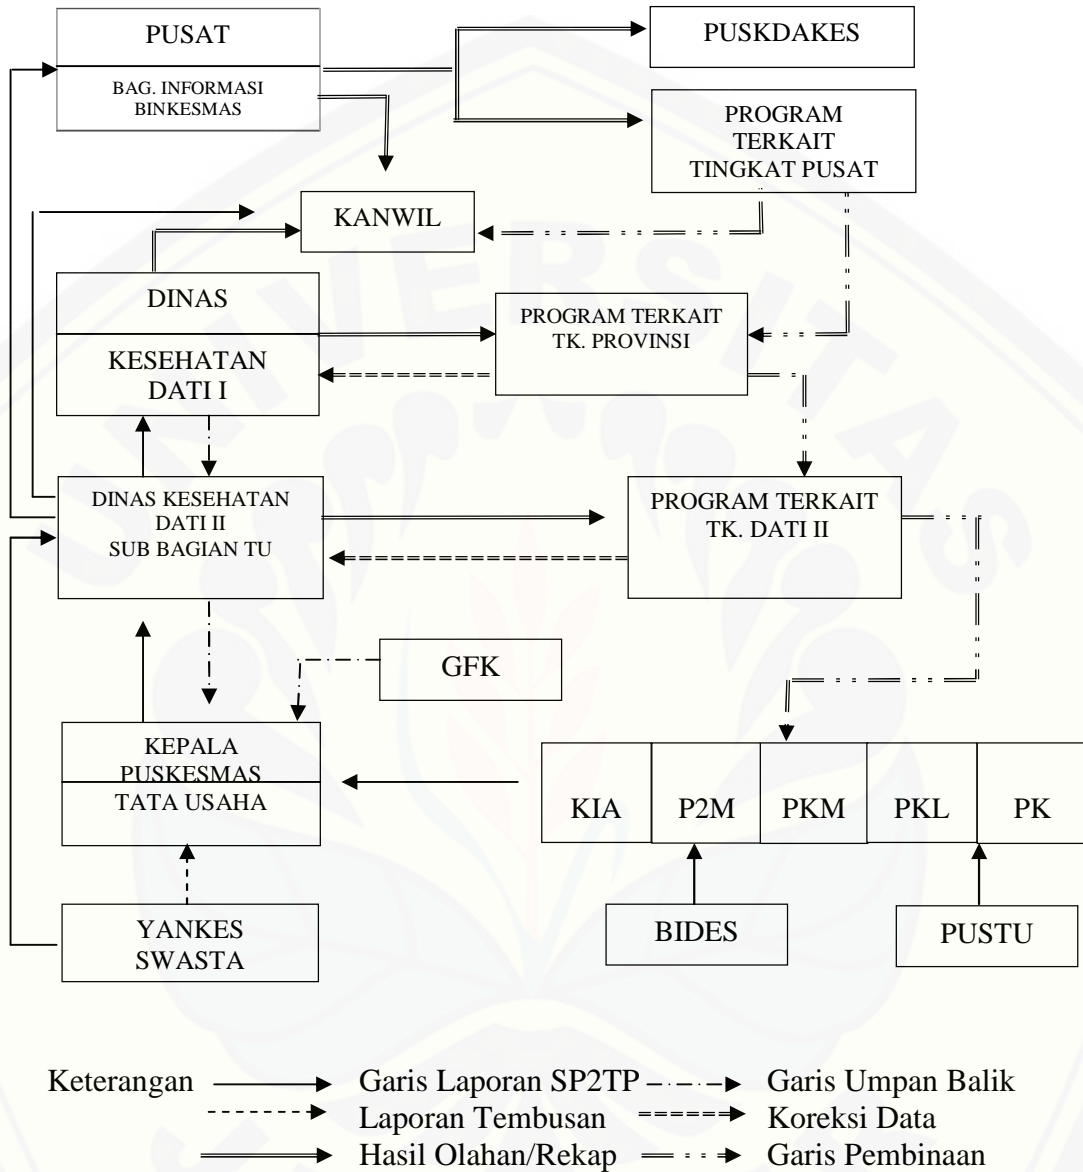 PUSAT
BAG. INFORMASI
BINKESMAS
PUSKDAKES
PROGRAM
TERKAIT
TINGKAT PUSAT
KANWIL
DINAS
KESEHATAN
DATI I
PROGRAM TERKAIT
TK. PROVINSI
DINAS KESEHATAN
DATI II
SUB BAGIAN TU
PROGRAM TERKAIT
TK. DATI II
GFK
KEPALA
PUSKESMAS
TATA USAHA
KIA P2M PKM PKL PK
YANKES
SWASTA
BIDES
PUSTU
Keterangan Garis Laporan SP2TP Garis Umpan Balik
Laporan Tembusan Koreksi Data
Hasil Olahan/Rekap Garis Pembinaan
UNIVERSITAS